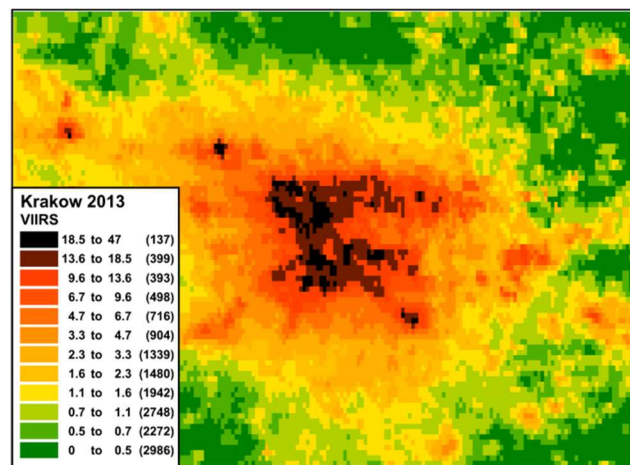 Krakow 2013
VIIRS
18.5 to 47 (137)
13.6 to 18.5 (399)
9.6 to 13.6 (393)
6.7 to 9.6 (498)
4.7 to 6.7 (716)
3.3 to 4.7 (904)
2.3 to 3.3 (1339)
1.6 to 2.3 (1480)
1.1 to 1.6 (1942)
0.7 to 1.1 (2748)
0.5 to 0.7 (2272)
0 to 0.5 (2986)